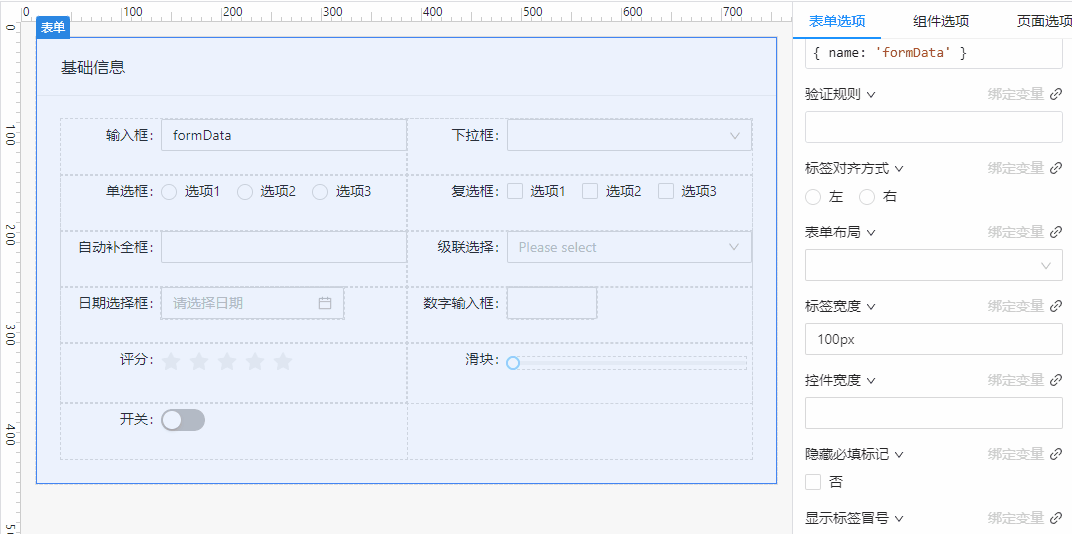 0 100 200 300 400 500 600 700
表单选项 组件选项 页面选项
0
表单
{ name: 'formData' }
基础信息
验证规则 绑定变量
100
输入框: formData 下拉框:
标签对齐方式 绑定变量
单选框: 选项1 选项2 选项3 复选框: 选项1 选项2 选项3
左 右
200
表单布局 绑定变量
自动补全框: 级联选择: Please select
日期选择框: 请选择日期 数字输入框:
标签宽度 绑定变量
300
100px
评分: 滑块:
控件宽度 绑定变量
400
开关:
隐藏必填标记 绑定变量
否
显示标签冒号 绑定变量